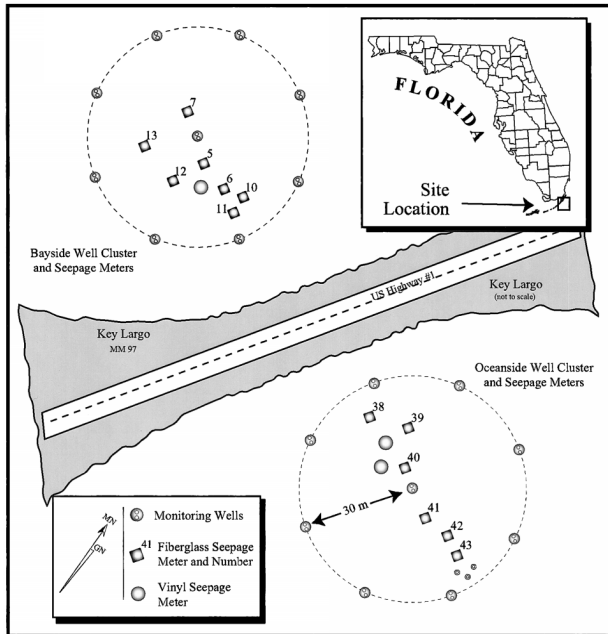 7
13
5
12
6
10
11
Bayside Well Cluster
and Seepage Meters
FLORIDA
Site
Location
US Highway #1
Key Largo
MM 97
Key Largo
(not to scale)
Oceanside Well Cluster
and Seepage Meters
38
39
40
30 m
41
42
43
MN
GN
Monitoring Wells
41
Fiberglass Seepage
Meter and Number
Vinyl Seepage
Meter